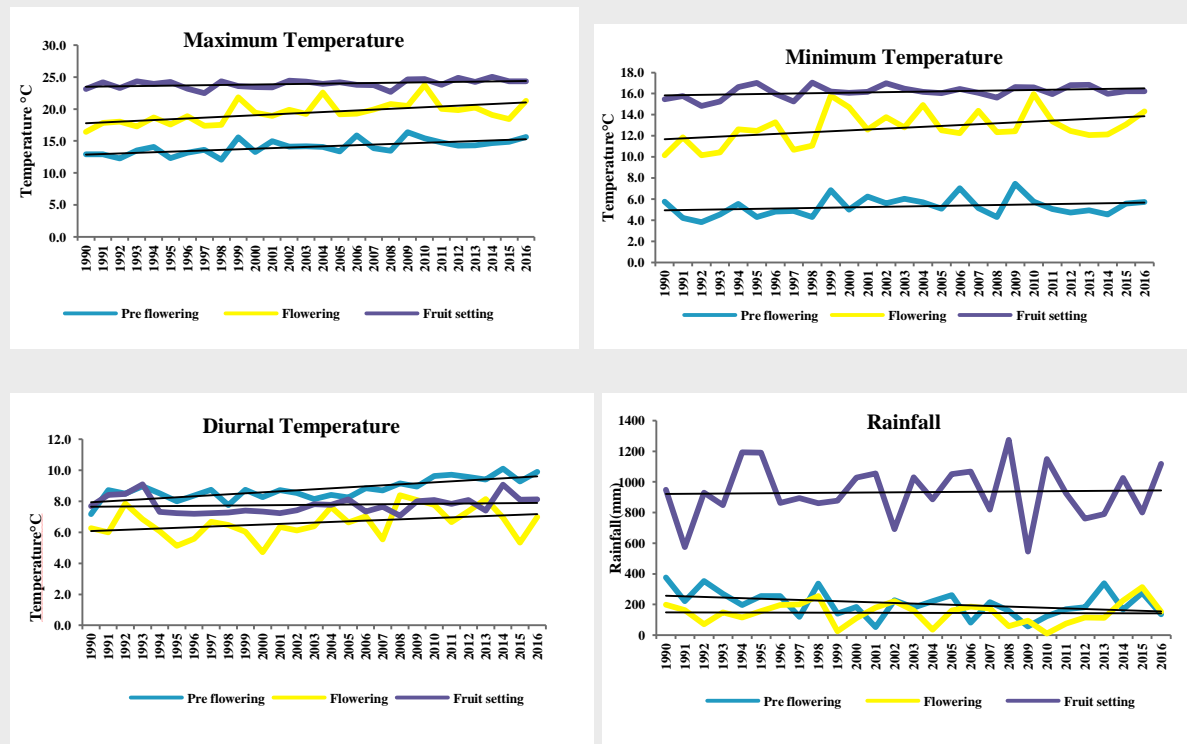 Maximum Temperature
30.0
25.0
20.0
15.0
10.0
5.0
0.0
Temperature °C
1990 1991 1992 1993 1994 1995 1996 1997 1998 1999 2000 2001 2002 2003 2004 2005 2006 2007 2008 2009 2010 2011 2012 2013 2014 2015 2016
Pre flowering Flowering Fruit setting
Minimum Temperature
18.0
16.0
14.0
12.0
10.0
8.0
6.0
4.0
2.0
0.0
Temperature°C
1990 1991 1992 1993 1994 1995 1996 1997 1998 1999 2000 2001 2002 2003 2004 2005 2006 2007 2008 2009 2010 2011 2012 2013 2014 2015 2016
Pre flowering Flowering Fruit setting
Diurnal Temperature
12.0
10.0
8.0
6.0
4.0
2.0
0.0
Temperature°C
1990 1991 1992 1993 1994 1995 1996 1997 1998 1999 2000 2001 2002 2003 2004 2005 2006 2007 2008 2009 2010 2011 2012 2013 2014 2015 2016
Pre flowering Flowering Fruit setting
Rainfall
1400
1200
1000
800
600
400
200
0
Rainfall(mm)
1990 1991 1992 1993 1994 1995 1996 1997 1998 1999 2000 2001 2002 2003 2004 2005 2006 2007 2008 2009 2010 2011 2012 2013 2014 2015 2016
Pre flowering Flowering Fruit setting